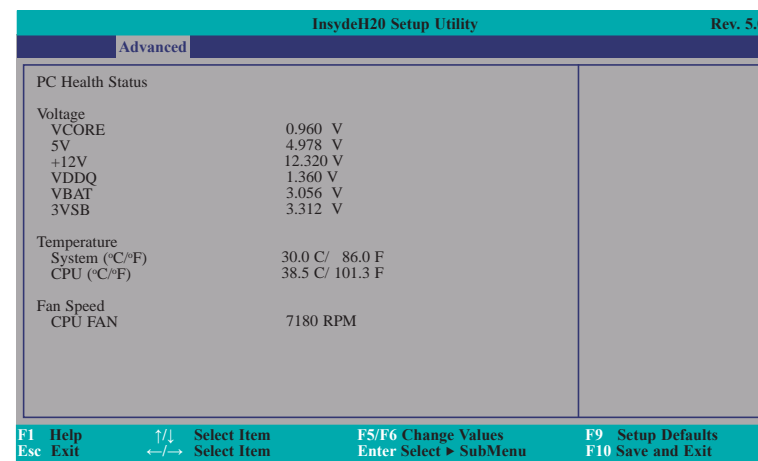 InsydeH20 Setup Utility Rev. 5.
Advanced
PC Health Status
Voltage
VCORE 0.960 V
5V 4.978 V
+12V 12.320 V
VDDQ 1.360 V
VBAT 3.056 V
3VSB 3.312 V
Temperature
System (°C/°F) 30.0 C/ 86.0 F
CPU (°C/°F) 38.5 C/ 101.3 F
Fan Speed
CPU FAN 7180 RPM
F1 Help ↑/↓ Select Item F5/F6 Change Values F9 Setup Defaults
Esc Exit ←/→ Select Item Enter Select ▶ SubMenu F10 Save and Exit